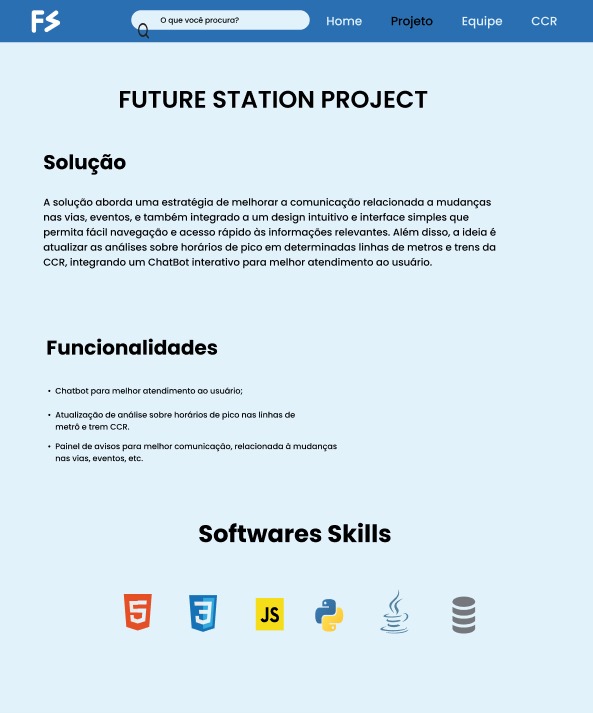 FS
O que você procura?
Home
Projeto
Equipe
CCR
FUTURE STATION PROJECT
Solução
A solução aborda uma estratégia de melhorar a comunicação relacionada a mudanças
nas vias, eventos, e também integrado a um design intuitivo e interface simples que
permita fácil navegação e acesso rápido às informações relevantes. Além disso, a ideia é
atualizar as análises sobre horários de pico em determinadas linhas de metros e trens da
CCR, integrando um ChatBot interativo para melhor atendimento ao usuário.
Funcionalidades
• Chatbot para melhor atendimento ao usuário;
• Atualização de análise sobre horários de pico nas linhas de
metrô e trem CCR.
• Painel de avisos para melhor comunicação, relacionada à mudanças
nas vias, eventos, etc.
Softwares Skills
5
3
JS